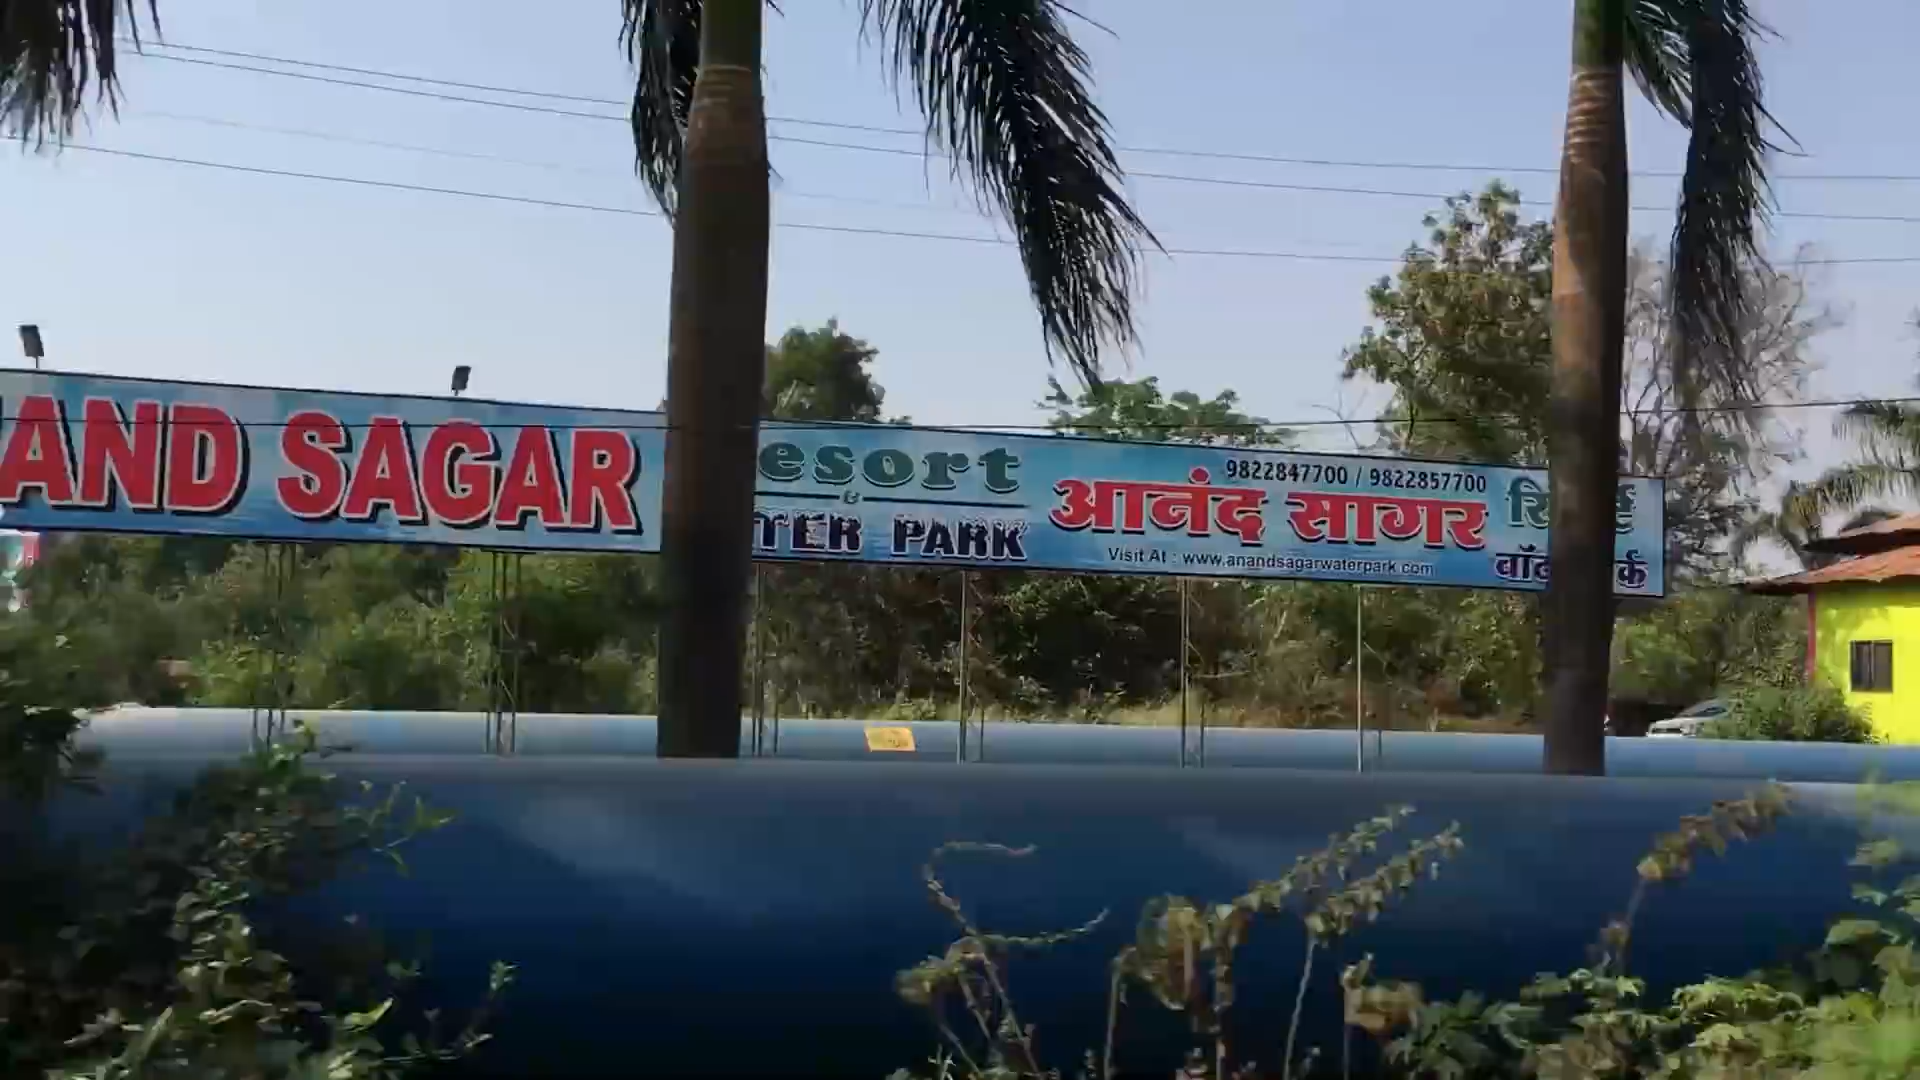 AND SAGAR
esort
&
TER PARK
9822847700 / 9822857700
आनंद सागर
Visit At : www.anandsagarwaterpark.com